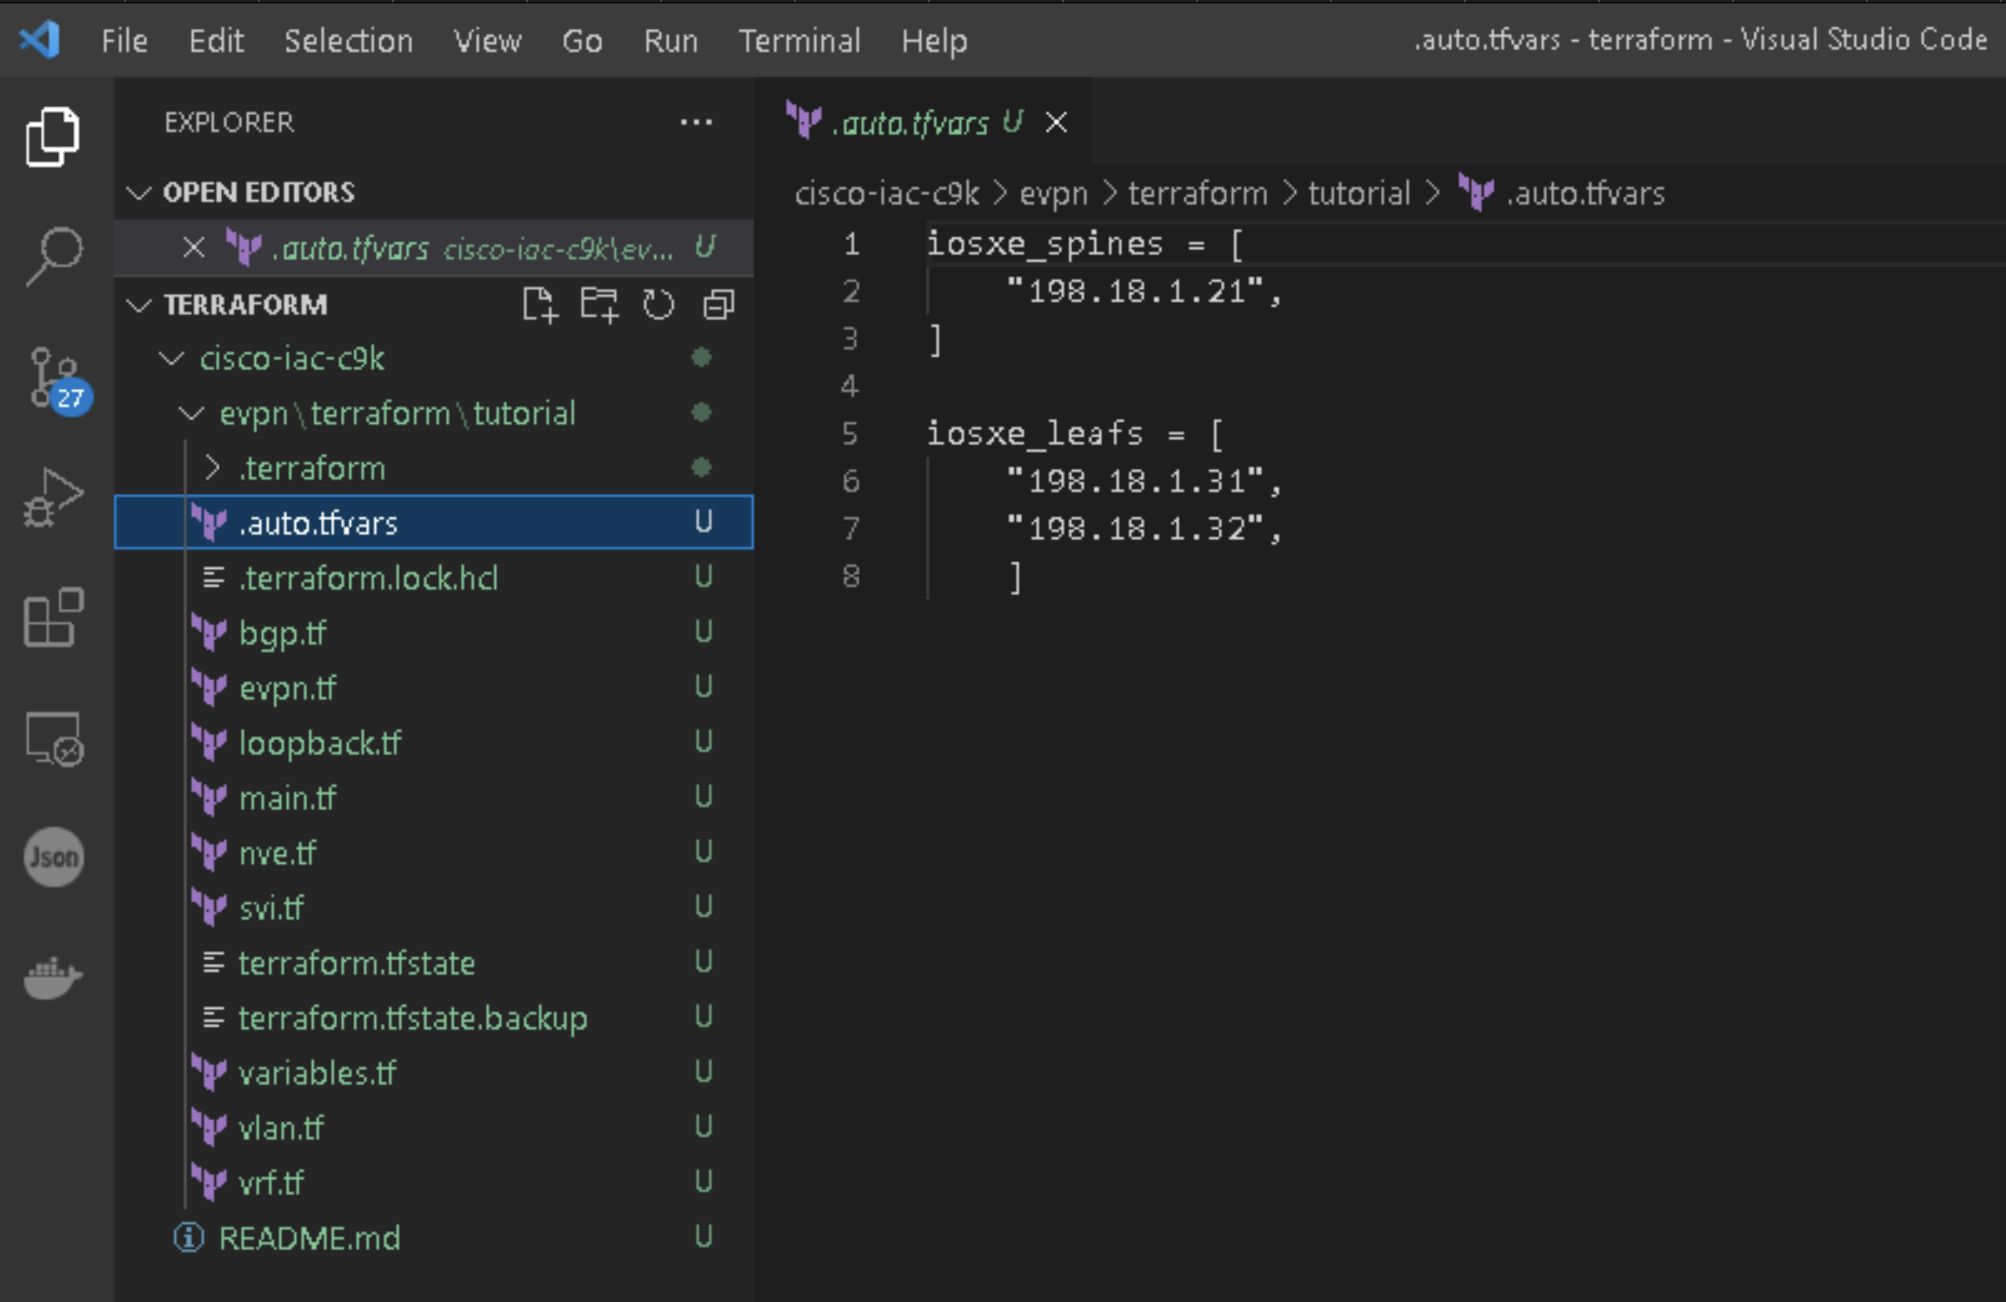 File Edit Selection View Go Run Terminal Help .auto.tfvars - terraform - Visual Studio Code
EXPLORER ...
OPEN EDITORS
.auto.tfvars cisco-iac-c9k\ev... U
TERRAFORM
cisco-iac-c9k
evpn\terraform\tutorial
.terraform
.auto.tfvars U
.terraform.lock.hcl U
bgp.tf U
evpn.tf U
loopback.tf U
main.tf U
nve.tf U
svi.tf U
terraform.tfstate U
terraform.tfstate.backup U
variables.tf U
vlan.tf U
vrf.tf U
README.md U
27
Json
.auto.tfvars U
cisco-iac-c9k > evpn > terraform > tutorial > .auto.tfvars
1 iosxe_spines = [
2 "198.18.1.21",
3 ]
4
5 iosxe_leafs = [
6 "198.18.1.31",
7 "198.18.1.32",
8 ]